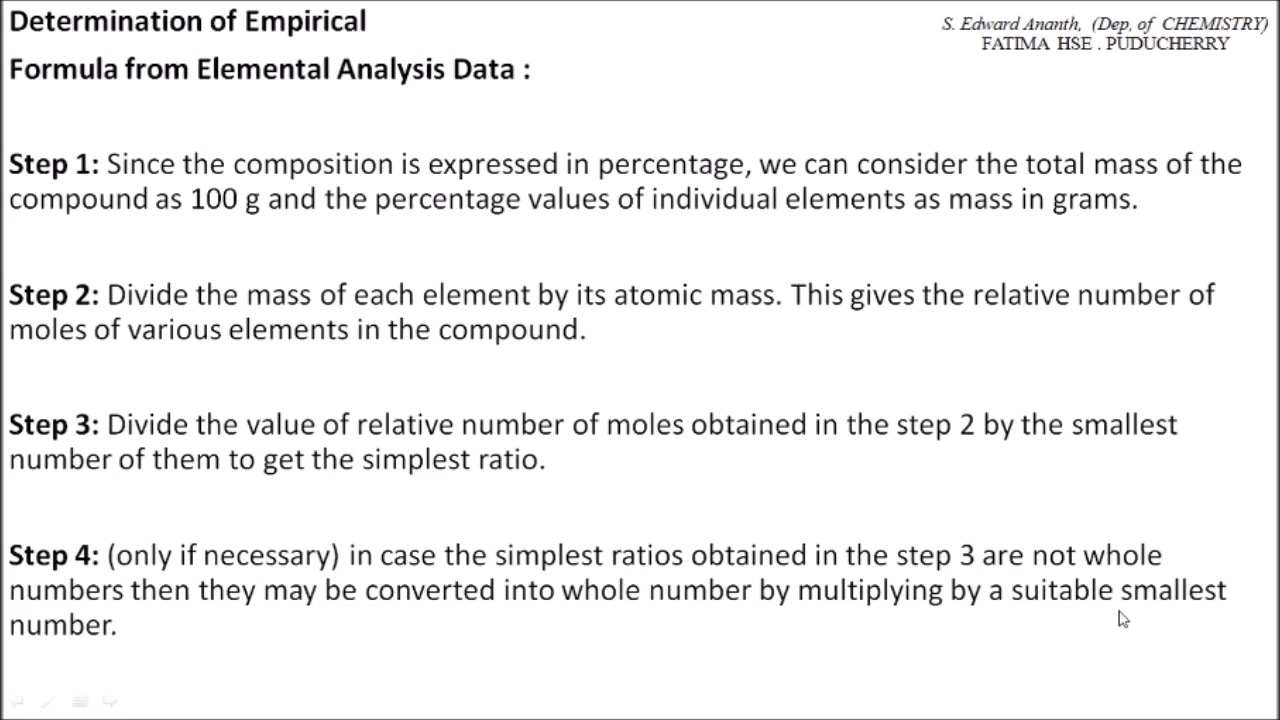 Determination of Empirical
S. Edward Ananth, (Dep, of CHEMISTRY)
FATIMA HSE . PUDUCHERRY
Formula from Elemental Analysis Data :
Step 1: Since the composition is expressed in percentage, we can consider the total mass of the
compound as 100 g and the percentage values of individual elements as mass in grams.
Step 2: Divide the mass of each element by its atomic mass. This gives the relative number of
moles of various elements in the compound.
Step 3: Divide the value of relative number of moles obtained in the step 2 by the smallest
number of them to get the simplest ratio.
Step 4: (only if necessary) in case the simplest ratios obtained in the step 3 are not whole
numbers then they may be converted into whole number by multiplying by a suitable smallest
number.